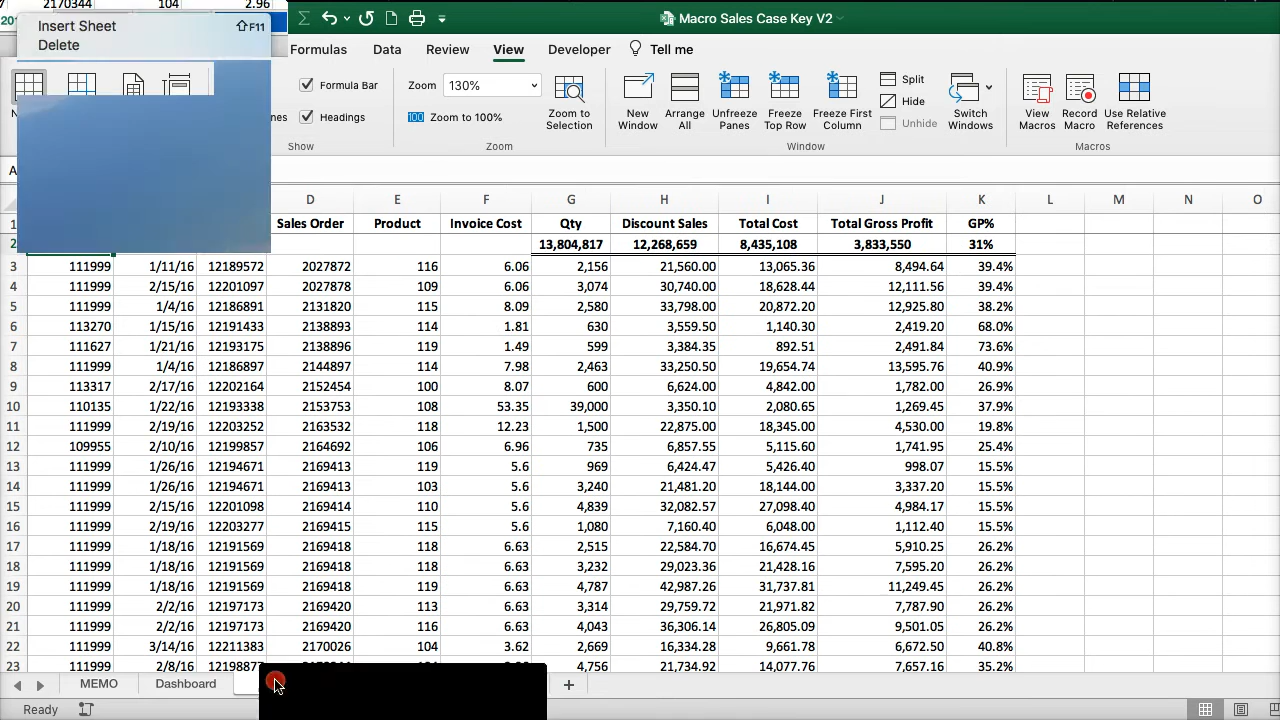 2170344 104 2.96
Insert Sheet ⇧F11
Delete
Macro Sales Case Key V2
Formulas Data Review View Developer Tell me
Formula Bar Zoom 130% Split
Headings Zoom to 100% Hide
Unhide
Zoom to Selection
New Window
Arrange All
Unfreeze Panes
Freeze Top Row
Freeze First Column
Switch Windows
View Macros
Record Macro
Use Relative References
Show Zoom Window Macros
D E F G H I J K L M N O
1 Sales Order Product Invoice Cost Qty Discount Sales Total Cost Total Gross Profit GP%
2 13,804,817 12,268,659 8,435,108 3,833,550 31%
3 111999 1/11/16 12189572 2027872 116 6.06 2,156 21,560.00 13,065.36 8,494.64 39.4%
4 111999 2/15/16 12201097 2027878 109 6.06 3,074 30,740.00 18,628.44 12,111.56 39.4%
5 111999 1/4/16 12186891 2131820 115 8.09 2,580 33,798.00 20,872.20 12,925.80 38.2%
6 113270 1/15/16 12191433 2138893 114 1.81 630 3,559.50 1,140.30 2,419.20 68.0%
7 111627 1/21/16 12193175 2138896 119 1.49 599 3,384.35 892.51 2,491.84 73.6%
8 111999 1/4/16 12186897 2144897 114 7.98 2,463 33,250.50 19,654.74 13,595.76 40.9%
9 113317 2/17/16 12202164 2152454 100 8.07 600 6,624.00 4,842.00 1,782.00 26.9%
10 110135 1/22/16 12193338 2153753 108 53.35 39,000 3,350.10 2,080.65 1,269.45 37.9%
11 111999 2/19/16 12203252 2163532 118 12.23 1,500 22,875.00 18,345.00 4,530.00 19.8%
12 109955 2/10/16 12199857 2164692 106 6.96 735 6,857.55 5,115.60 1,741.95 25.4%
13 111999 1/26/16 12194671 2169413 119 5.6 969 6,424.47 5,426.40 998.07 15.5%
14 111999 1/26/16 12194671 2169413 103 5.6 3,240 21,481.20 18,144.00 3,337.20 15.5%
15 111999 2/15/16 12201098 2169414 110 5.6 4,839 32,082.57 27,098.40 4,984.17 15.5%
16 111999 2/19/16 12203277 2169415 115 5.6 1,080 7,160.40 6,048.00 1,112.40 15.5%
17 111999 1/18/16 12191569 2169418 118 6.63 2,515 22,584.70 16,674.45 5,910.25 26.2%
18 111999 1/18/16 12191569 2169418 118 6.63 3,232 29,023.36 21,428.16 7,595.20 26.2%
19 111999 1/18/16 12191569 2169418 119 6.63 4,787 42,987.26 31,737.81 11,249.45 26.2%
20 111999 2/2/16 12197173 2169420 113 6.63 3,314 29,759.72 21,971.82 7,787.90 26.2%
21 111999 2/2/16 12197173 2169420 116 6.63 4,043 36,306.14 26,805.09 9,501.05 26.2%
22 111999 3/14/16 12211383 2170026 104 3.62 2,669 16,334.28 9,661.78 6,672.50 40.8%
23 111999 2/8/16 4,756 21,734.92 14,077.76 7,657.16 35.2%
MEMO Dashboard
Ready